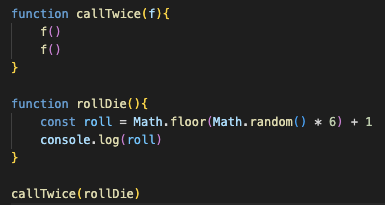 function callTwice(f){
    f()
    f()
}

function rollDie(){
    const roll = Math.floor(Math.random() * 6) + 1
    console.log(roll)
}

callTwice(rollDie)